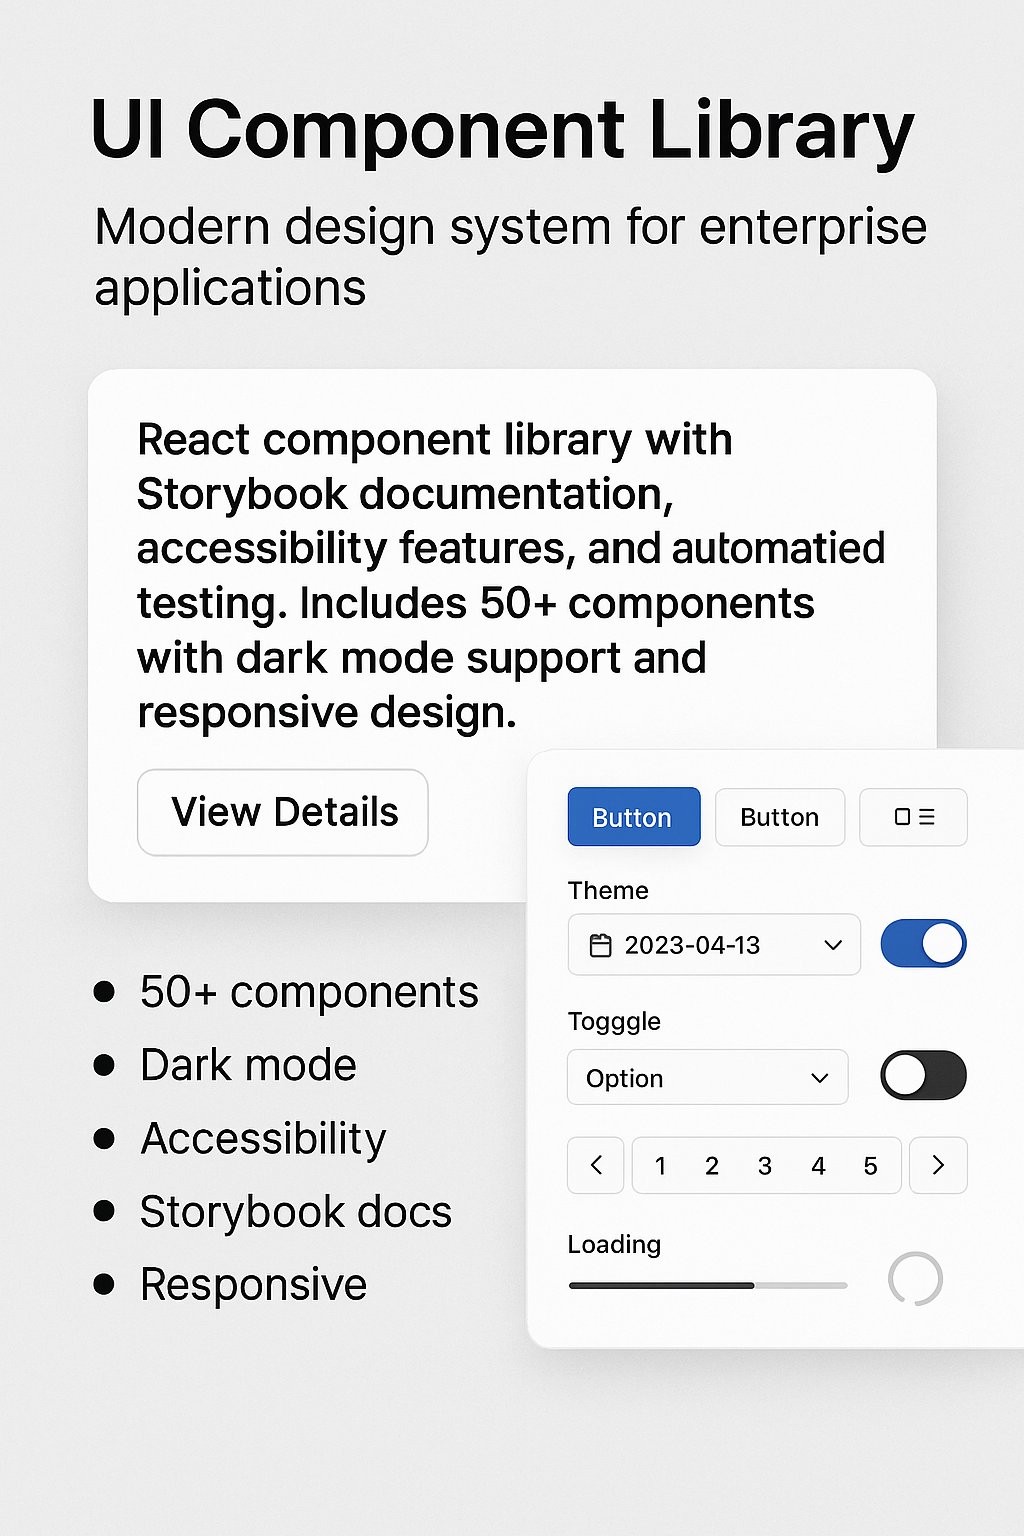 UI Component Library
Modern design system for enterprise
applications
React component library with
Storybook documentation,
accessibility features, and automatied
testing. Includes 50+ components
with dark mode support and
responsive design.
View Details
50+ components
Dark mode
Accessibility
Storybook docs
Responsive
Button Button
Theme
2023-04-13
Togggle
Option
1 2 3 4 5
Loading